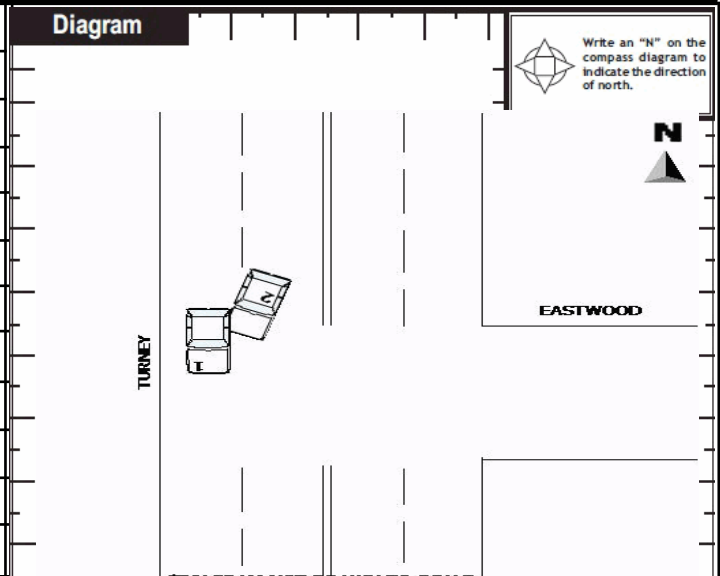 Diagram
Write an “N” on the
compass diagram to
indicate the direction
of north.
N
2
EASTWOOD
TURNEY
1